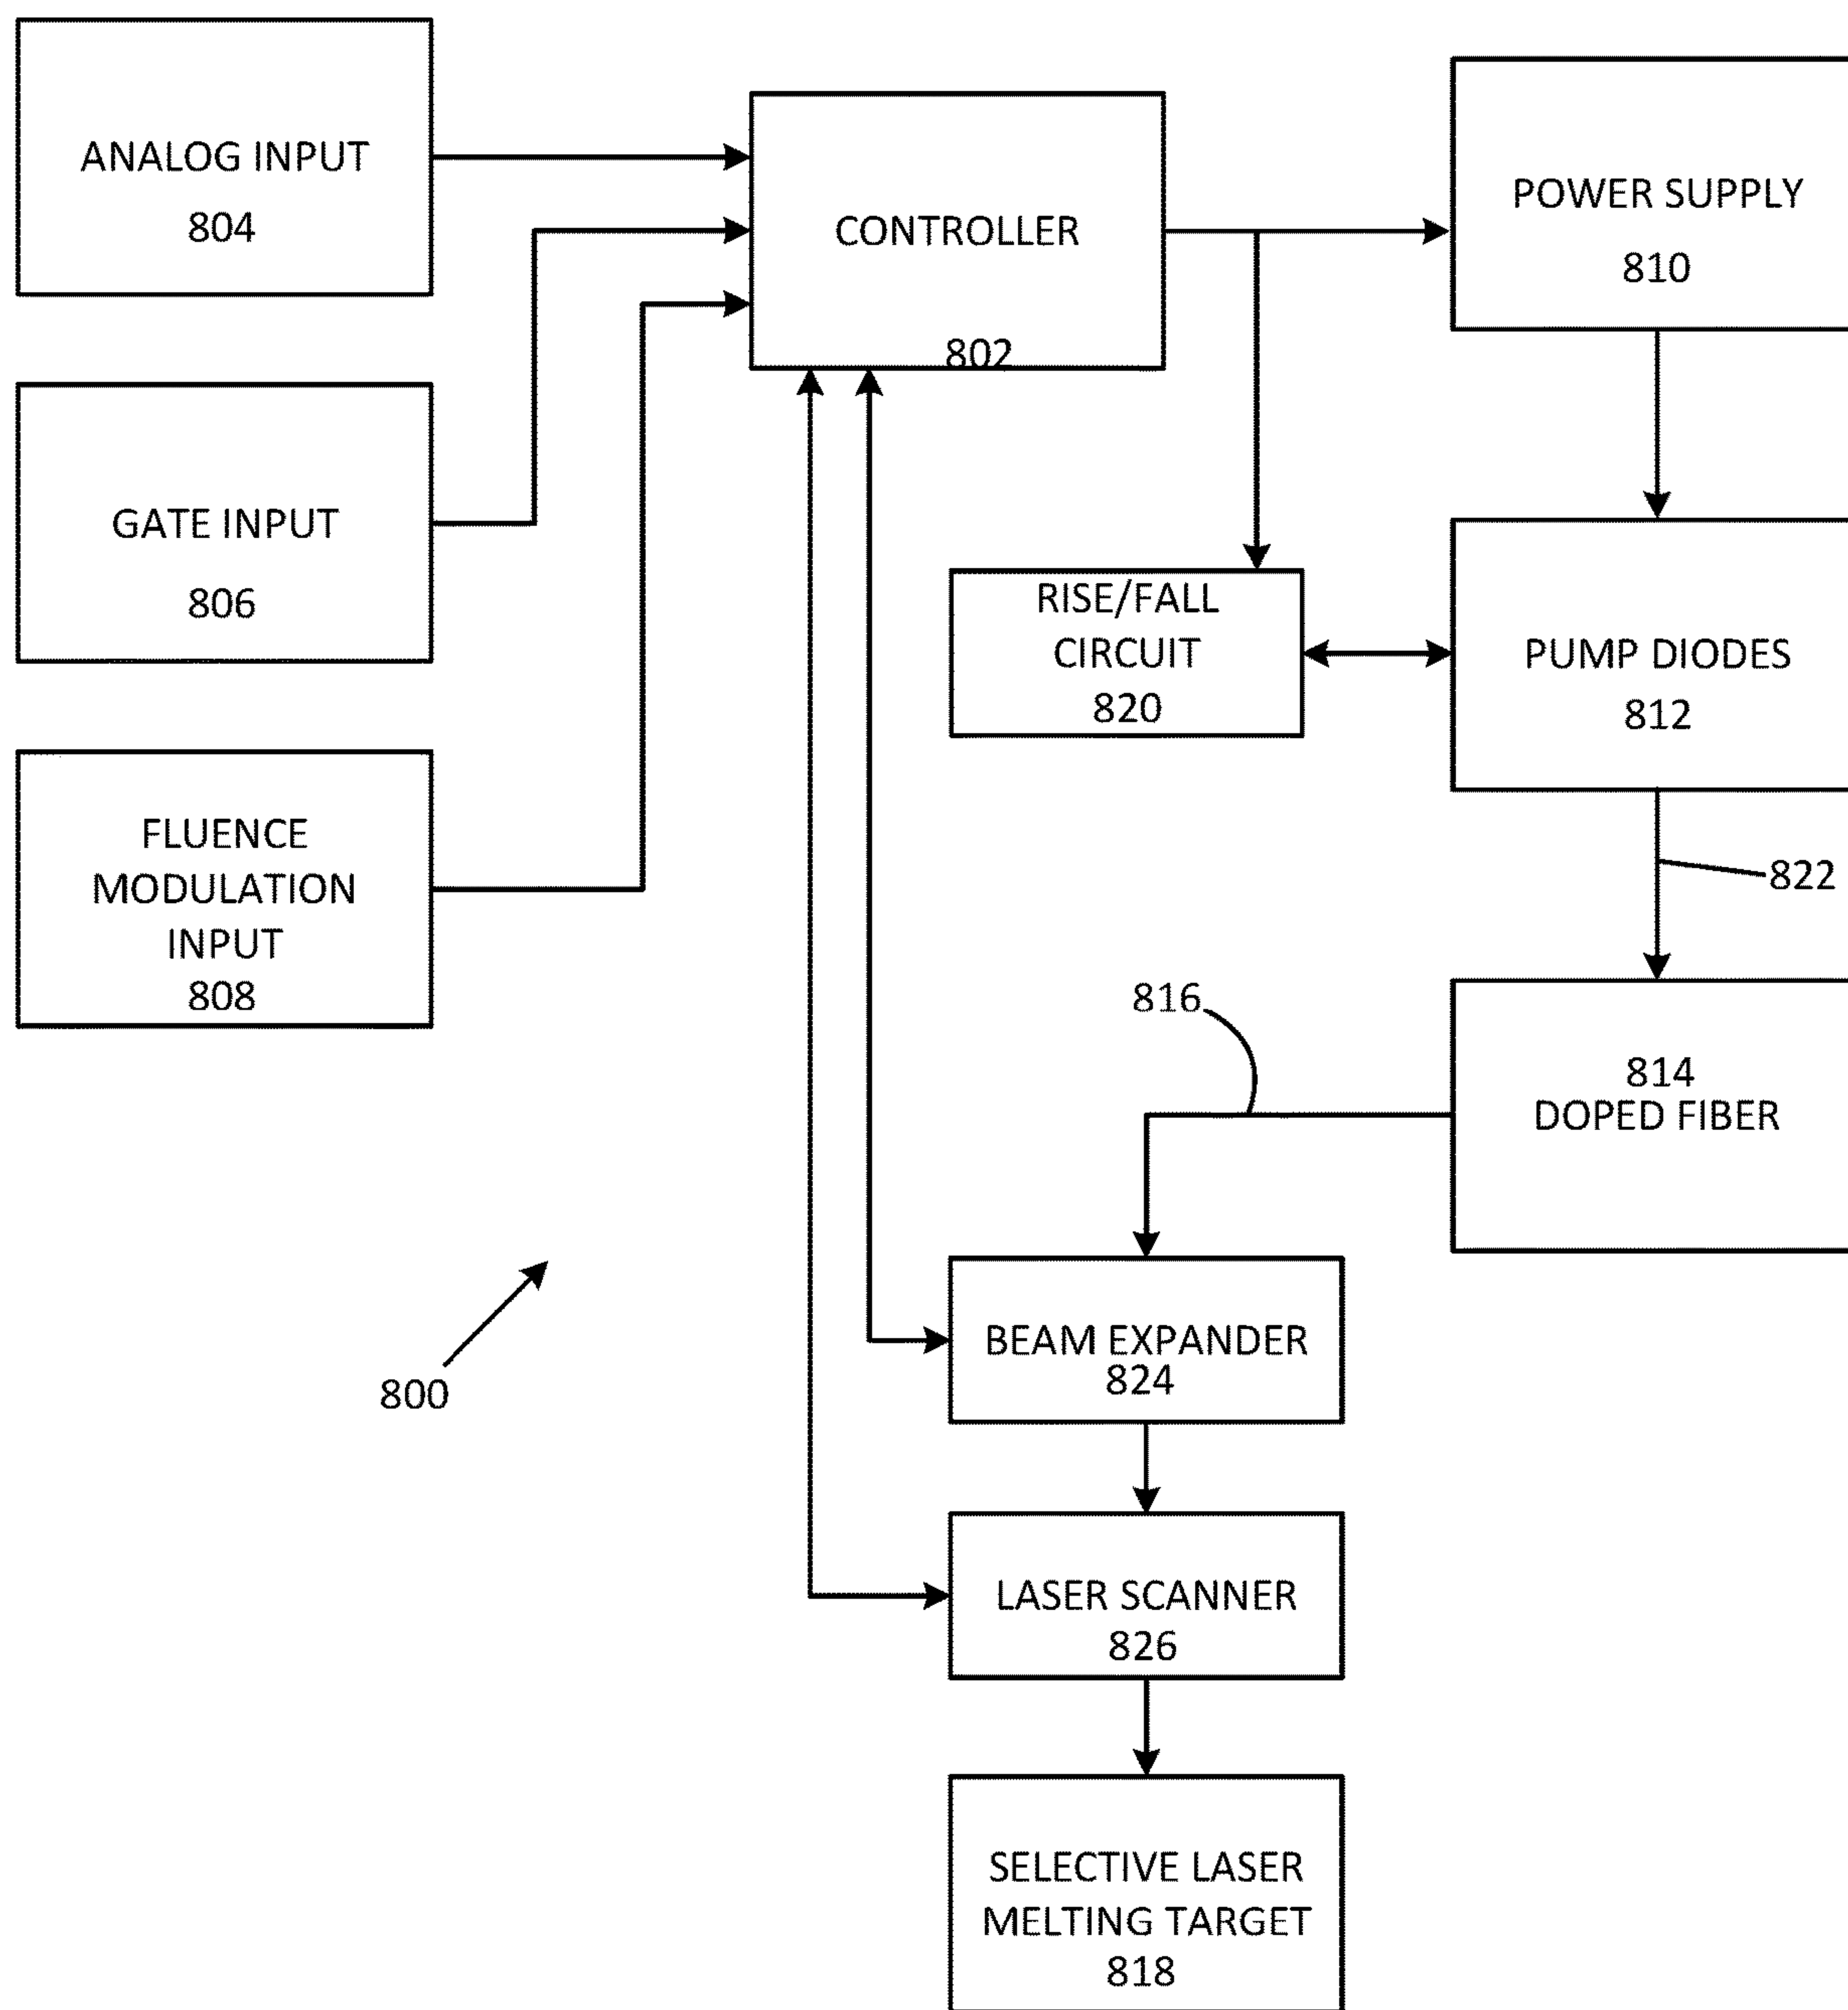 ANALOG INPUT
804
CONTROLLER
802
POWER SUPPLY
810
GATE INPUT
806
RISE/FALL
CIRCUIT
820
PUMP DIODES
812
FLUENCE
MODULATION
INPUT
808
822
816
814
DOPED FIBER
800
BEAM EXPANDER
824
LASER SCANNER
826
SELECTIVE LASER
MELTING TARGET
818